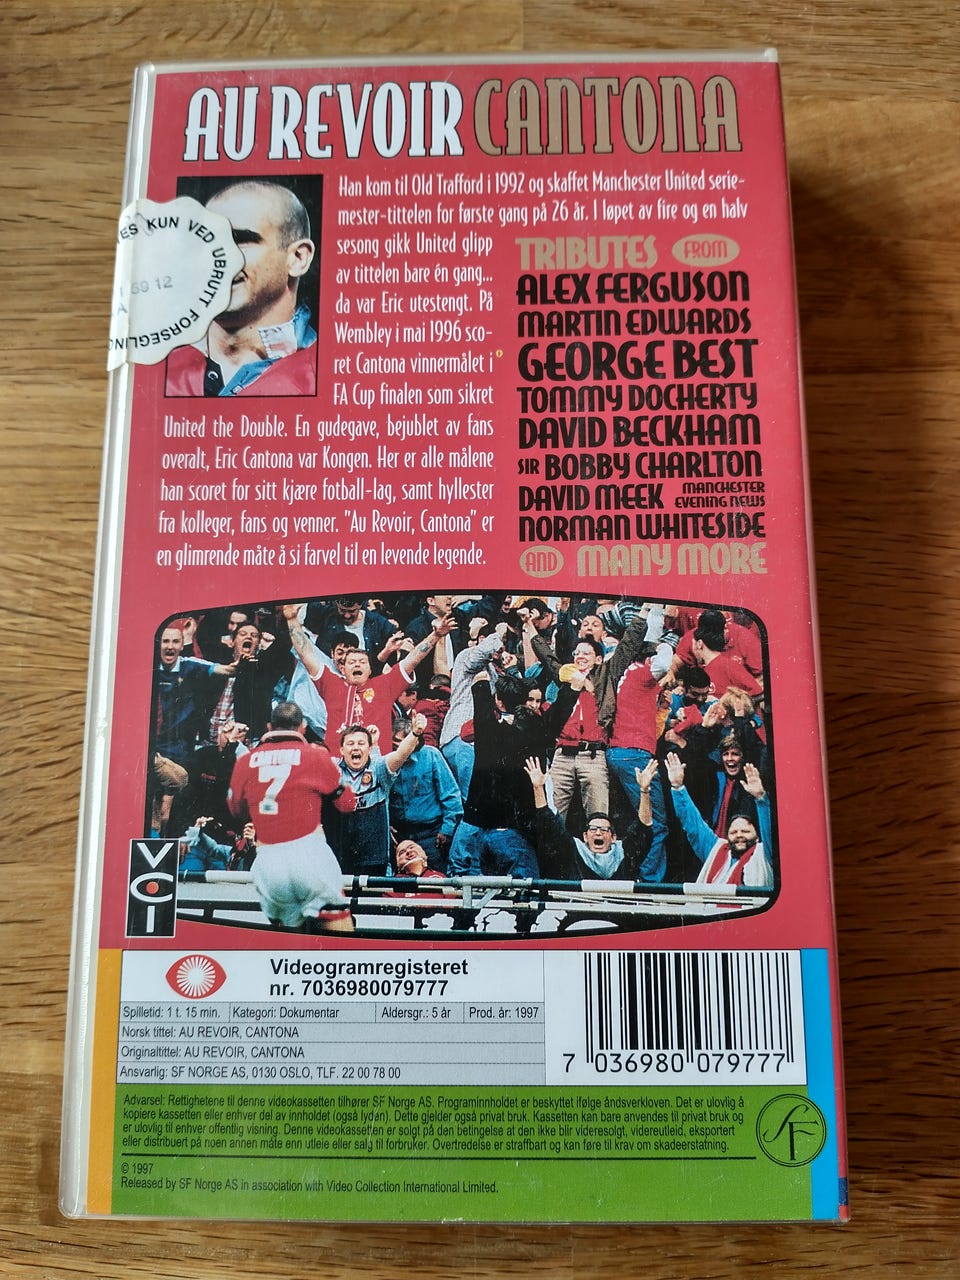 AU REVOIR CANTONA
Han kom til Old Trafford i 1992 og skaffet Manchester United serie-
mester-tittelen for første gang på 26 år. I løpet av fire og en halv
sesong gikk United glipp
av tittelen bare én gang...
da var Eric utestengt. På
Wembley i mai 1996 sco-
ret Cantona vinnermålet i
FA Cup finalen som sikret
United the Double. En gudegave, bejublet av fans
overalt, Eric Cantona var Kongen. Her er alle målene
han scoret for sitt kjære fotball-lag, samt hyllester
fra kolleger, fans og venner. "Au Revoir, Cantona" er
en glimrende måte å si farvel til en levende legende.
KUN VED UBRUTT FORSEGLING
69 12
TRIBUTES FROM
ALEX FERGUSON
MARTIN EDWARDS
GEORGE BEST
TOMMY DOCHERTY
DAVID BECKHAM
SIR BOBBY CHARLTON
DAVID MEEK MANCHESTER
EVENING NEWS
NORMAN WHITESIDE
AND MANY MORE
CANTONA
7
VCI
Videogramregisteret
nr. 7036980079777
Spilletid: 1 t. 15 min. Kategori: Dokumentar Aldersgr.: 5 år Prod. år: 1997
Norsk tittel: AU REVOIR, CANTONA
Originaltittel: AU REVOIR, CANTONA
Ansvarlig: SF NORGE AS, 0130 OSLO, TLF. 22 00 78 00
7 036980 079777
Advarsel: Rettighetene til denne videokassetten tilhører SF Norge AS. Programinnholdet er beskyttet ifølge åndsverkloven. Det er ulovlig å
kopiere kassetten eller enhver del av innholdet (også lyden). Dette gjelder også privat bruk. Kassetten kan bare anvendes til privat bruk og
er ulovlig til enhver offentlig visning. Denne videokassetten er solgt på den betingelse at den ikke blir videresolgt, videreutleid, eksportert
eller distribuert på noen annen måte enn utleie eller salg til forbruker. Overtredelse er straffbart og kan føre til krav om skadeerstatning.
SF
© 1997
Released by SF Norge AS in association with Video Collection International Limited.